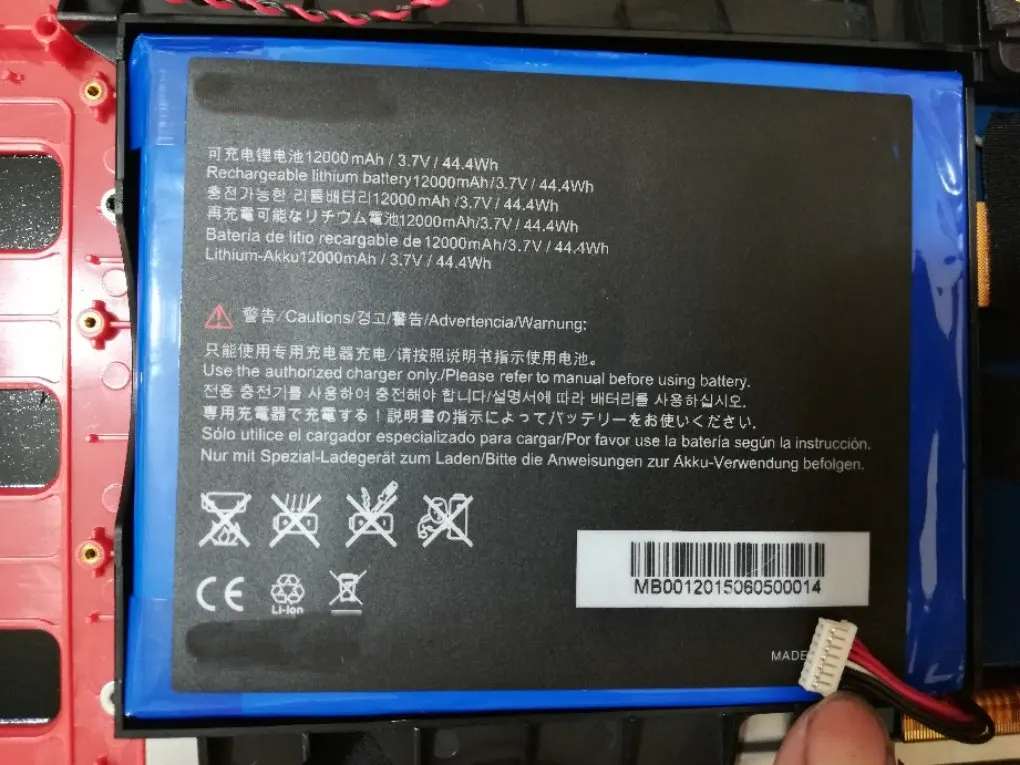 可充电锂电池12000mAh / 3.7V / 44.4Wh
Rechargeable lithium battery12000mAh/3.7V / 44.4Wh
충전가능한 리튬배터리12000mAh /3.7V / 44.4Wh
再充電可能なリチウム電池12000mAh/3.7V / 44.4Wh
Batería de litio recargable de12000mAh/3.7V / 44.4Wh
Lithium-Akku12000mAh / 3.7V / 44.4Wh
警告/Cautions/경고/警告/Advertencia/Warnung:
只能使用专用充电器充电/请按照说明书指示使用电池。
Use the authorized charger only./Please refer to manual before using battery.
전용 충전기를 사용하여 충전해야 합니다/설명서에 따라 배터리를 사용하십시오.
専用充電器で充電する！説明書の指示によってバッテリーをお使いください.
Sólo utilice el cargador especializado para cargar/Por favor use la batería según la instrucción.
Nur mit Spezial-Ladegerät zum Laden/Bitte die Anweisungen zur Akku-Verwendung befolgen.
CE
Li-Ion
MB0012015060500014
MADE